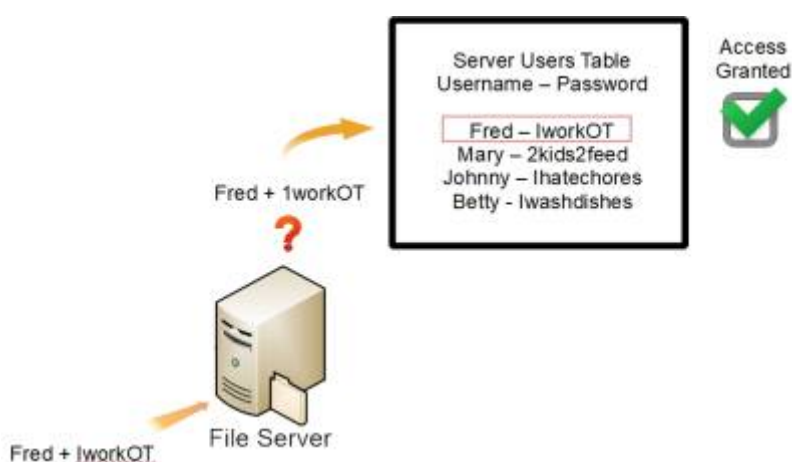 Server Users Table
Username – Password
Fred – IworkOT
Mary – 2kids2feed
Johnny – Ihatechores
Betty - Iwashdishes
Access
Granted
Fred + 1workOT
?
File Server
Fred + IworkOT